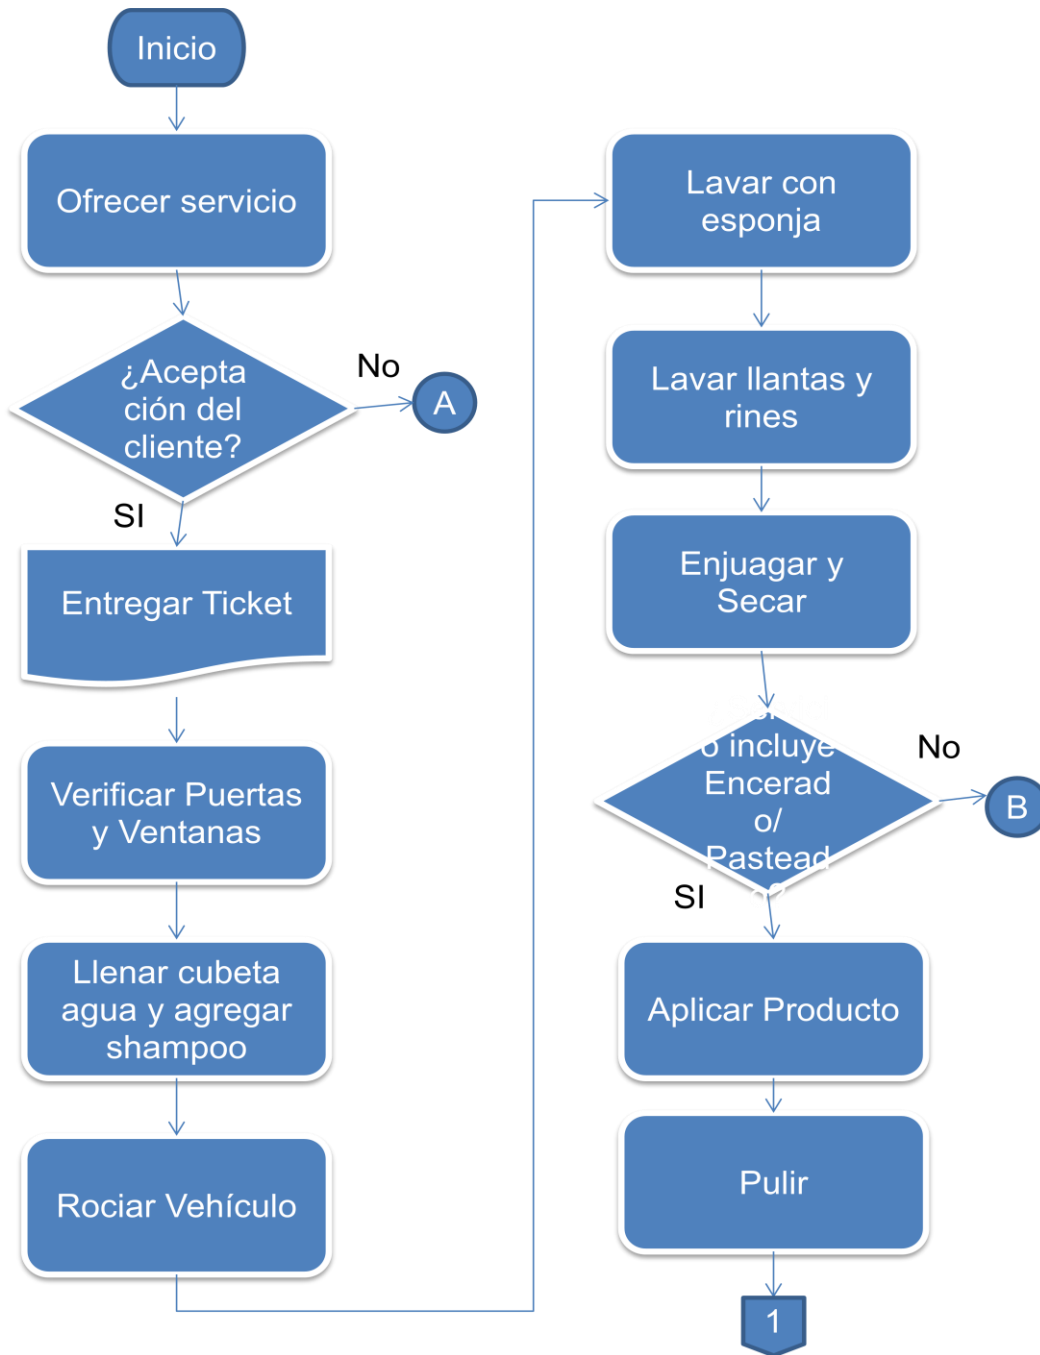 Inicio
Ofrecer servicio
¿Acepta
ción del
cliente?
No
A
SI
Entregar Ticket
Verificar Puertas
y Ventanas
Llenar cubeta
agua y agregar
shampoo
Rociar Vehículo
Lavar con
esponja
Lavar llantas y
rines
Enjuagar y
Secar
o incluye
Encerad
o/
Pastead
No
B
SI
Aplicar Producto
Pulir
1